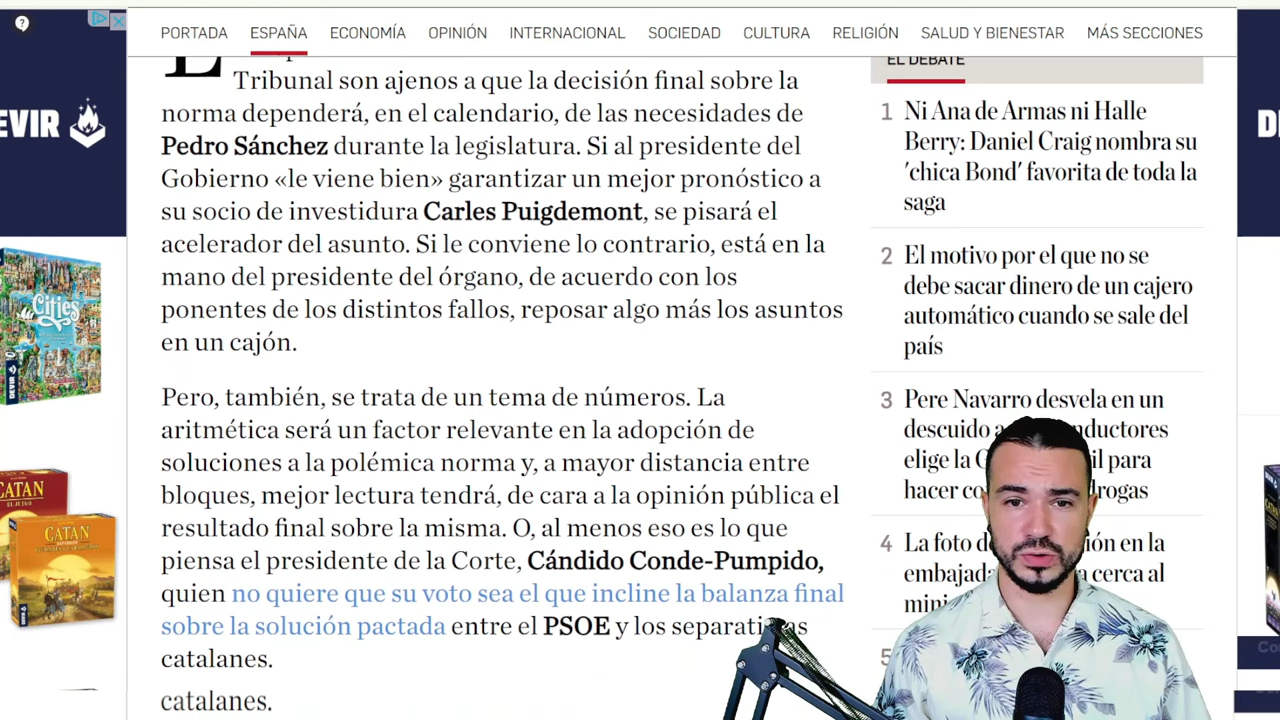 PORTADA ESPAÑA ECONOMÍA OPINIÓN INTERNACIONAL SOCIEDAD CULTURA RELIGIÓN SALUD Y BIENESTAR MÁS SECCIONES
Tribunal son ajenos a que la decisión final sobre la
norma dependerá, en el calendario, de las necesidades de
Pedro Sánchez durante la legislatura. Si al presidente del
Gobierno «le viene bien» garantizar un mejor pronóstico a
su socio de investidura Carles Puigdemont, se pisará el
acelerador del asunto. Si le conviene lo contrario, está en la
mano del presidente del órgano, de acuerdo con los
ponentes de los distintos fallos, reposar algo más los asuntos
en un cajón.
Pero, también, se trata de un tema de números. La
aritmética será un factor relevante en la adopción de
soluciones a la polémica norma y, a mayor distancia entre
bloques, mejor lectura tendrá, de cara a la opinión pública el
resultado final sobre la misma. O, al menos eso es lo que
piensa el presidente de la Corte, Cándido Conde-Pumpido,
quien no quiere que su voto sea el que incline la balanza final
sobre la solución pactada entre el PSOE y los
catalanes.
catalanes.
EL DEBATE
1 Ni Ana de Armas ni Halle
Berry: Daniel Craig nombra su
'chica Bond' favorita de toda la
saga
2 El motivo por el que no se
debe sacar dinero de un cajero
automático cuando se sale del
país
3 Pere Navarro desvela en un
descuido
elige la para
hacer
4 La foto en la
embajada cerca al
5
DEVIR
Cities
DEVIR
CATAN
EL JUEGO
CATAN